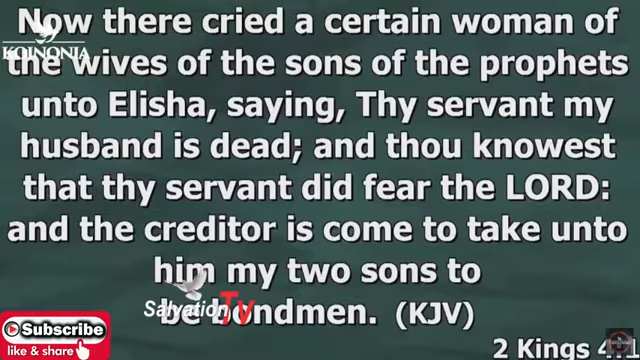 Now there cried a certain woman of
KOINONIA
the wives of the sons of the prophets
unto Elisha, saying, Thy servant my
husband is dead; and thou knowest
that thy servant did fear the LORD:
and the creditor is come to take unto
him my two sons to
Salvation Tv
be bondmen. (KJV)
Subscribe
like & share
2 Kings 4:1